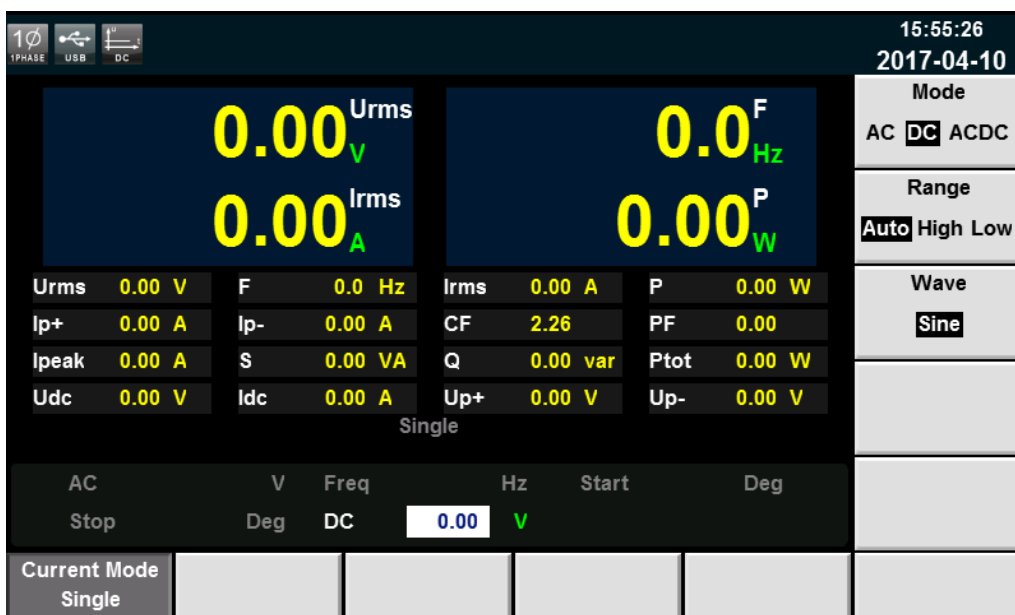 1Ø
1PHASE USB DC
u
t
15:55:26
2017-04-10
0.00 Urms V
0.0 F Hz
0.00 Irms A
0.00 P W
Urms 0.00 V F 0.0 Hz Irms 0.00 A P 0.00 W
Ip+ 0.00 A Ip- 0.00 A CF 2.26 PF 0.00
Ipeak 0.00 A S 0.00 VA Q 0.00 var Ptot 0.00 W
Udc 0.00 V Idc 0.00 A Up+ 0.00 V Up- 0.00 V
Single
AC V Freq Hz Start Deg
Stop Deg DC 0.00 V
Mode
AC DC ACDC
Range
Auto High Low
Wave
Sine
Current Mode
Single